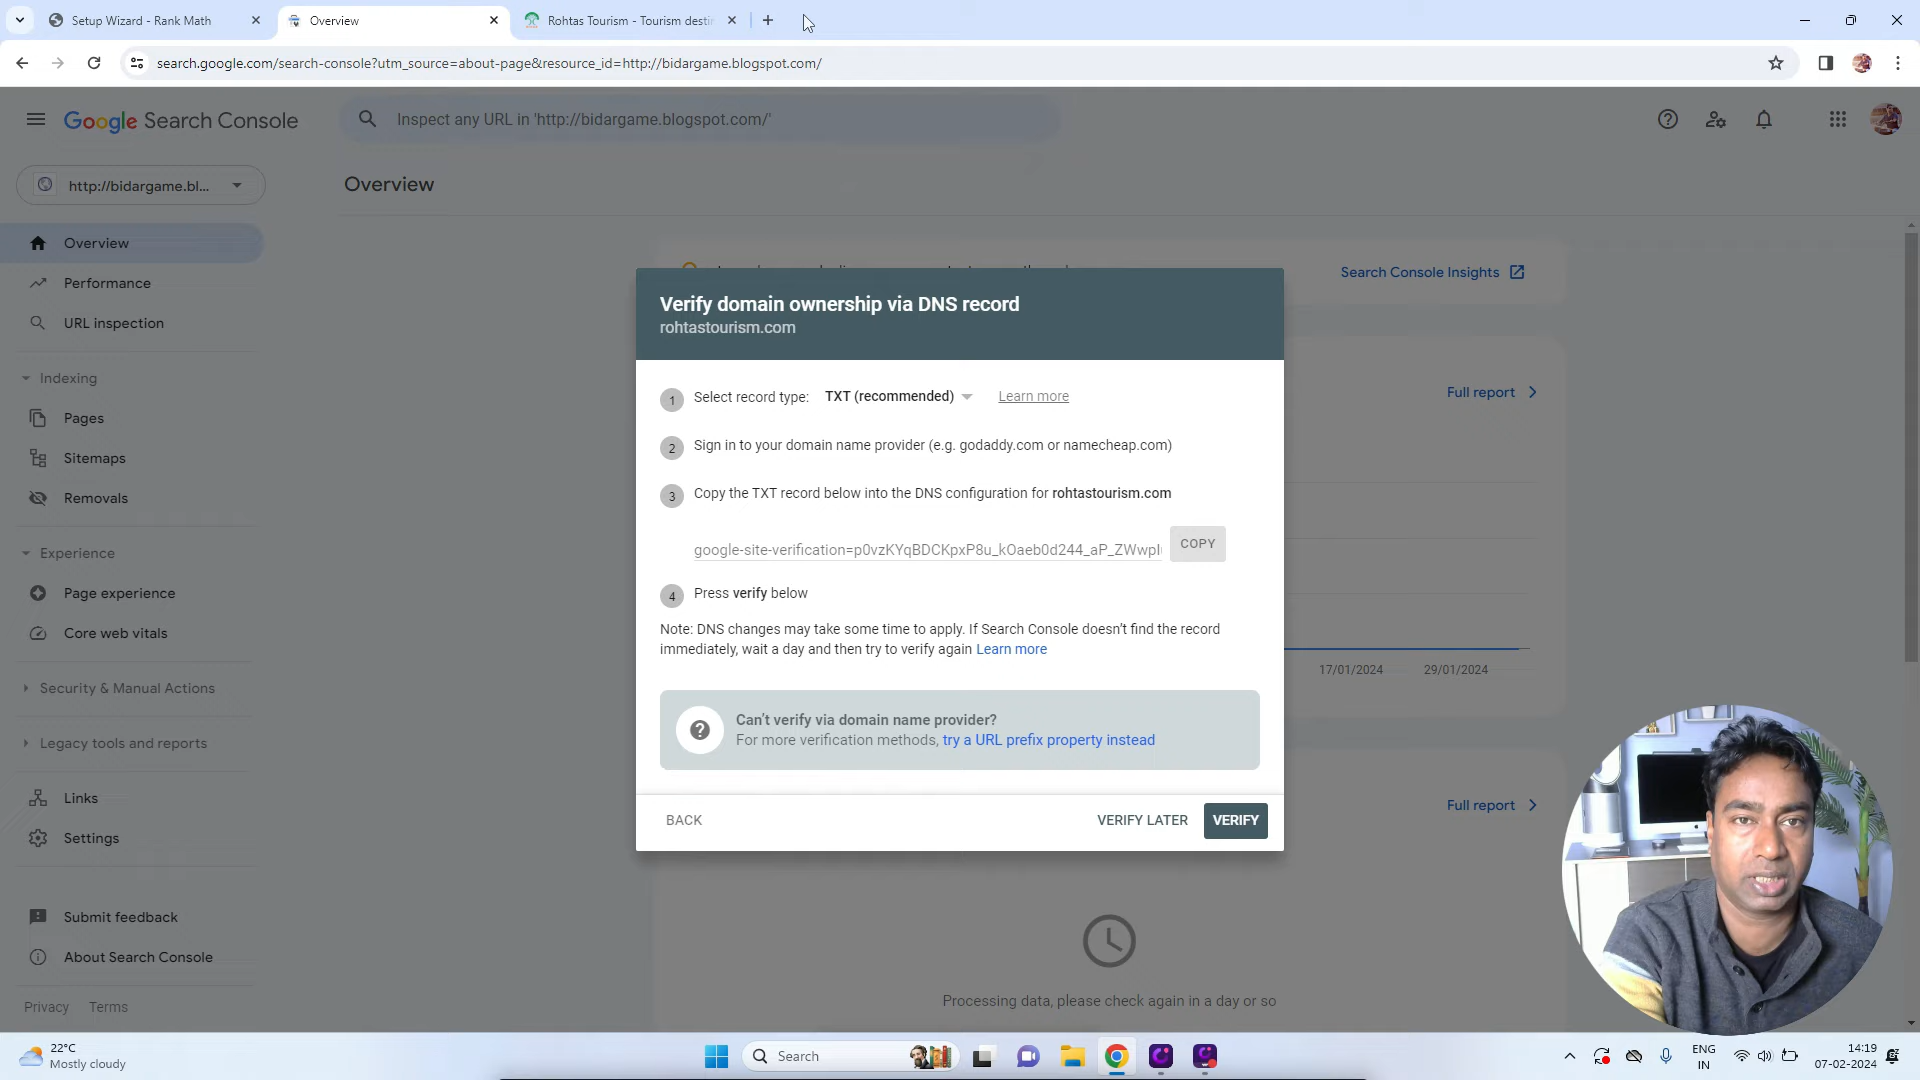 Setup Wizard - Rank Math
Overview
Rohtas Tourism - Tourism desti
search.google.com/search-console?utm_source=about-page&resource_id=http://bidargame.blogspot.com/
Google Search Console
Inspect any URL in 'http://bidargame.blogspot.com/'
http://bidargame.bl...
Overview
Overview
Performance
URL inspection
Indexing
Pages
Sitemaps
Removals
Experience
Page experience
Core web vitals
Security & Manual Actions
Legacy tools and reports
Links
Settings
Submit feedback
About Search Console
Privacy Terms
Search Console Insights
Full report
17/01/2024 29/01/2024
Full report
Processing data, please check again in a day or so
Verify domain ownership via DNS record
rohtastourism.com
1 Select record type: TXT (recommended) Learn more
2 Sign in to your domain name provider (e.g. godaddy.com or namecheap.com)
3 Copy the TXT record below into the DNS configuration for rohtastourism.com
google-site-verification=p0vzKYqBDCKpxP8u_kOaeb0d244_aP_ZWwpl COPY
4 Press verify below
Note: DNS changes may take some time to apply. If Search Console doesn't find the record
immediately, wait a day and then try to verify again Learn more
Can't verify via domain name provider?
For more verification methods, try a URL prefix property instead
BACK VERIFY LATER VERIFY
22°C
Mostly cloudy
Search
ENG
IN
14:19
07-02-2024